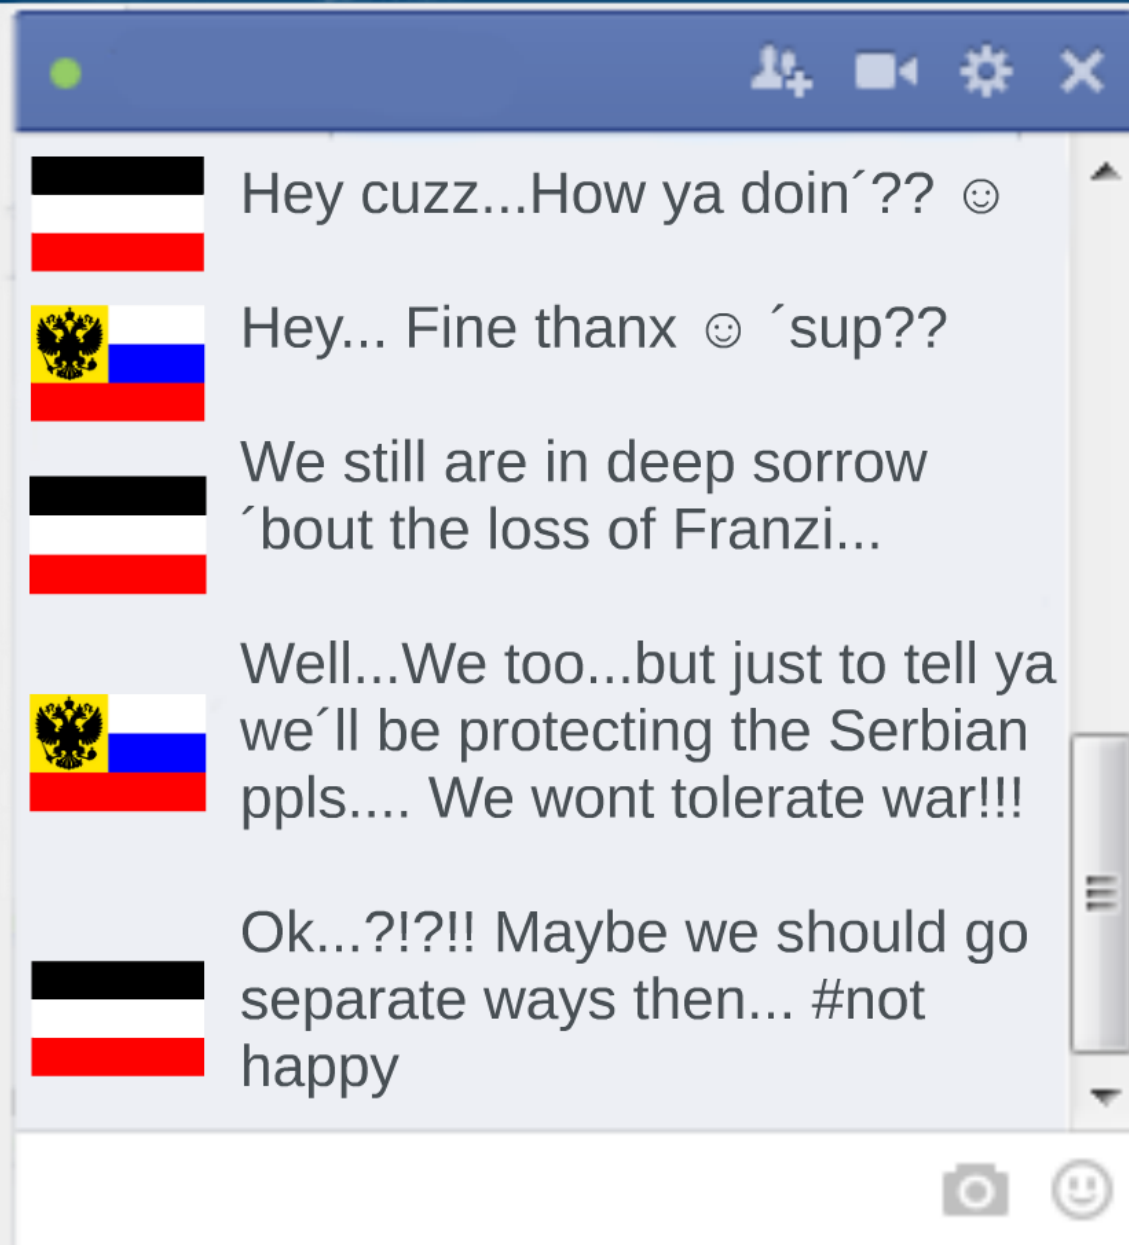 Hey cuzz...How ya doin´?? ☺
Hey... Fine thanx ☺ ´sup??
We still are in deep sorrow
´bout the loss of Franzi...
Well...We too...but just to tell ya
we´ll be protecting the Serbian
ppls.... We wont tolerate war!!!
Ok...?!?!! Maybe we should go
separate ways then... #not
happy